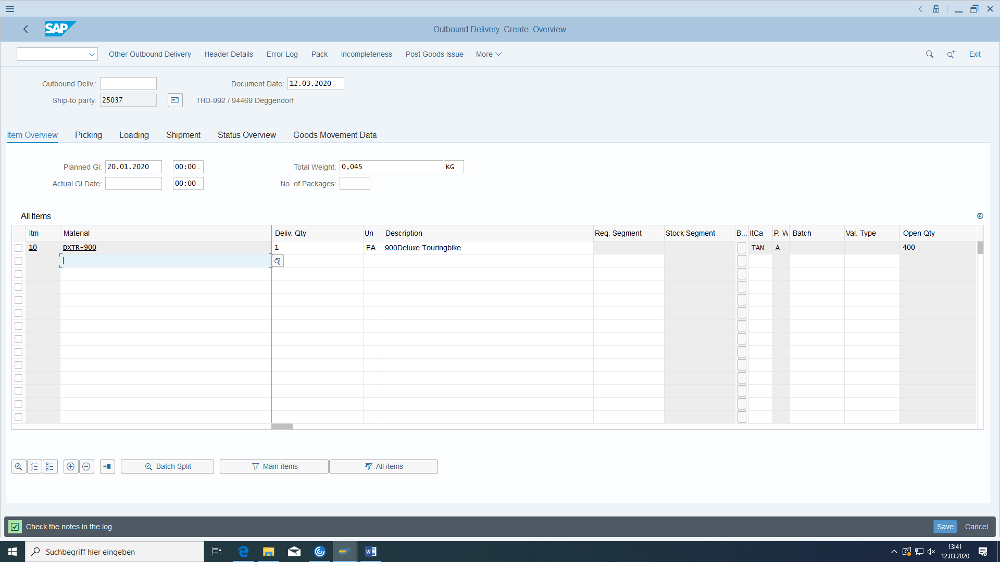 SAP
Outbound Delivery Create: Overview
Other Outbound Delivery Header Details Error Log Pack Incompleteness Post Goods Issue More Exit
Outbound Deliv.: Document Date: 12.03.2020
Ship-to party: 25037 THD-992 / 94469 Deggendorf
Item Overview Picking Loading Shipment Status Overview Goods Movement Data
Planned GI: 20.01.2020 00:00… Total Weight: 0,045 KG
Actual GI Date: 00:00 No. of Packages:
All Items
Itm Material Deliv. Qty Un Description Req. Segment Stock Segment B... ItCa P. W Batch Val. Type Open Qty
10 DXTR-900 1 EA 900Deluxe Touringbike TAN A 400
Batch Split Main items All items
Check the notes in the log Save Cancel
Suchbegriff hier eingeben
13:41
12.03.2020